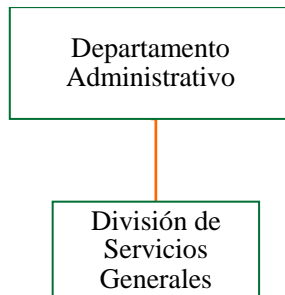 Departamento
Administrativo
División de
Servicios
Generales